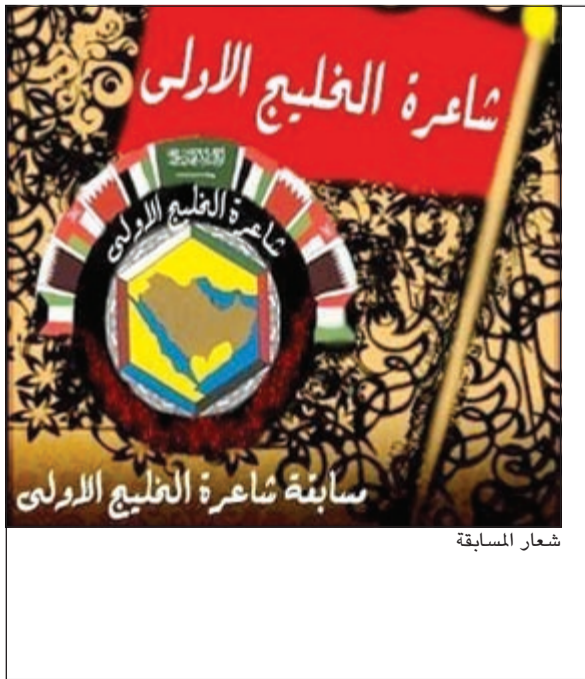 شاعرة الخليج الاولى
شاعرة الخليج الاولى
مسابقة شاعرة الخليج الاولى
شعار المسابقة